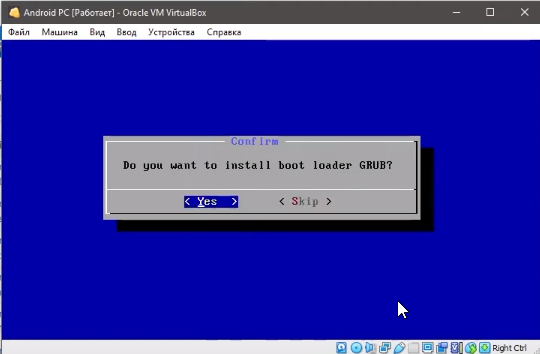 Android PC [Работает] - Oracle VM VirtualBox
Файл Машина Вид Ввод Устройства Справка
Confirm
Do you want to install boot loader GRUB?
< Yes > < Skip >
Right Ctrl